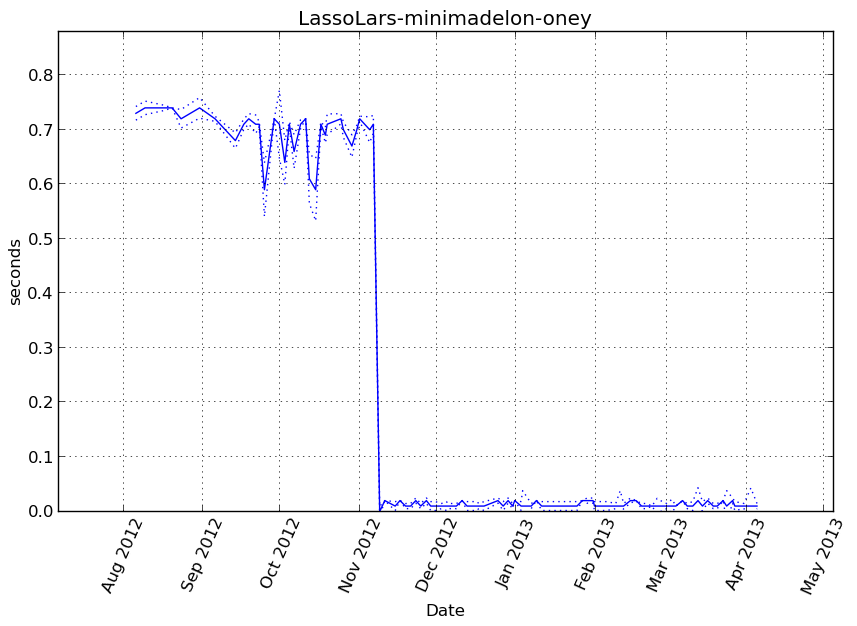 LassoLars-minimadelon-oney
0.8
0.7
0.6
0.5
0.4
0.3
0.2
0.1
0.0
seconds
Aug 2012
Sep 2012
Oct 2012
Nov 2012
Dec 2012
Jan 2013
Feb 2013
Mar 2013
Apr 2013
May 2013
Date